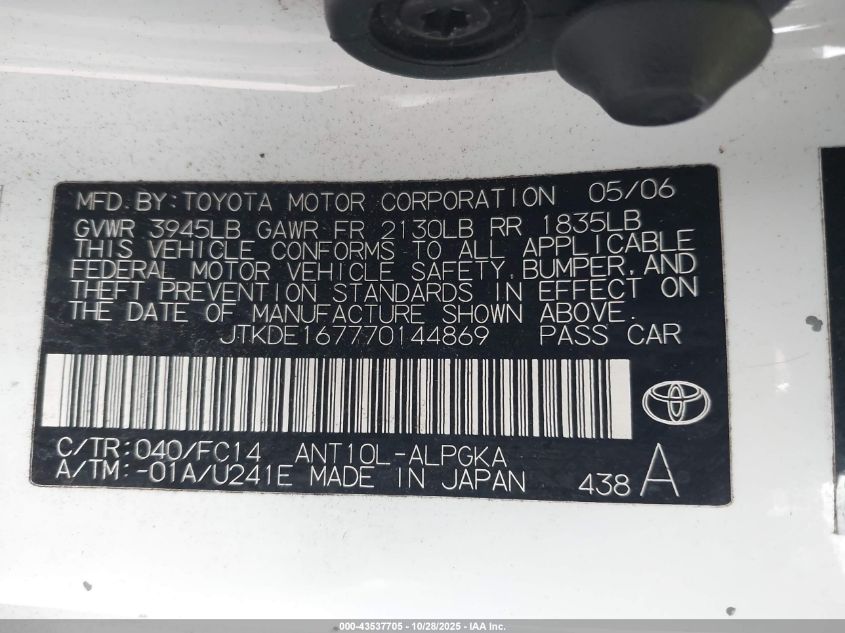 MFD. BY: TOYOTA MOTOR CORPORATION 05/06
GVWR 3945LB GAWR FR 2130LB RR 1835LB
THIS VEHICLE CONFORMS TO ALL APPLICABLE
FEDERAL MOTOR VEHICLE SAFETY, BUMPER, AND
THEFT PREVENTION STANDARDS IN EFFECT ON
THE DATE OF MANUFACTURE SHOWN ABOVE.
JTKDE167770144869 PASS CAR
C/TR: 040/FC14 ANT10L-ALPGKA
A/TM: -01A/U241E MADE IN JAPAN 438 A
000-43537705 - 10/28/2025 - IAA Inc.